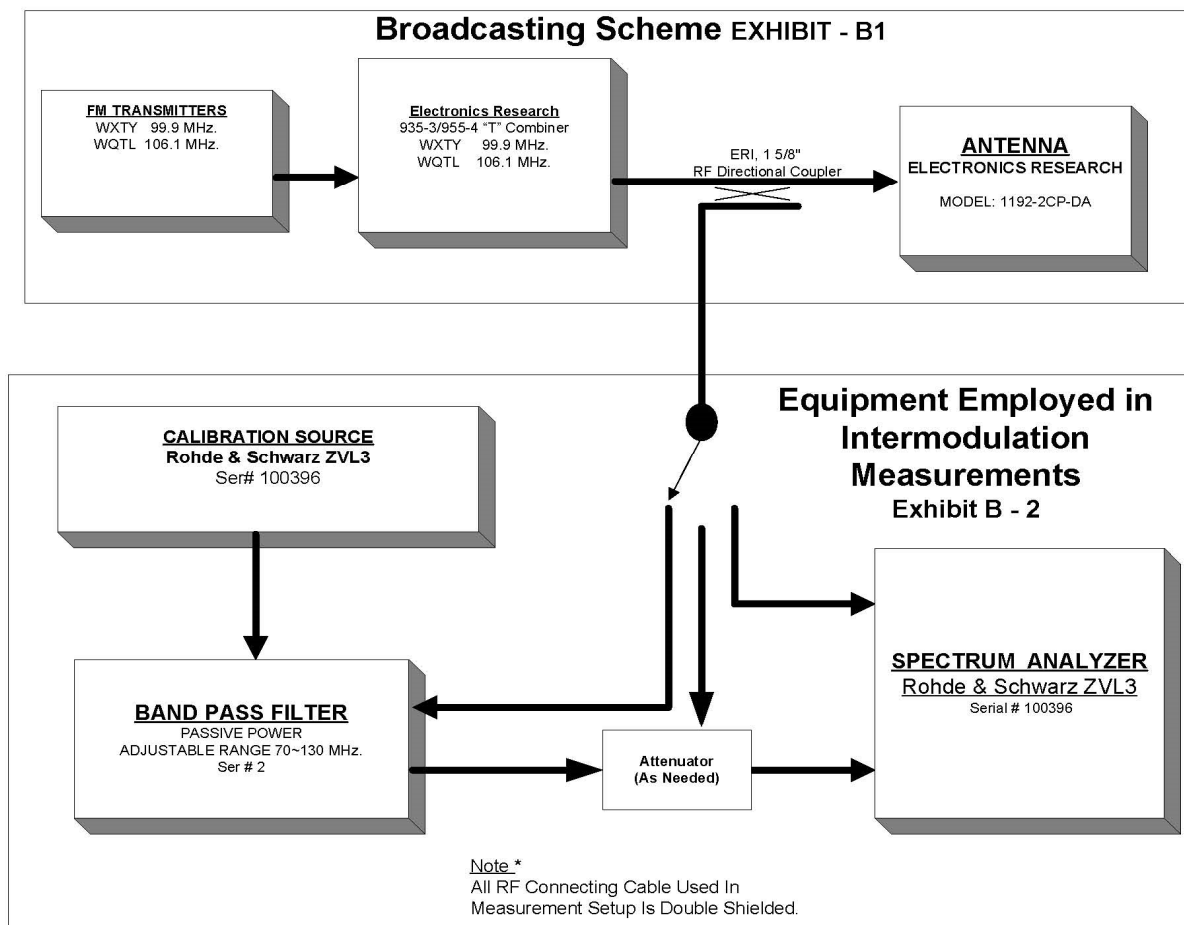 Broadcasting Scheme EXHIBIT - B1
FM TRANSMITTERS
WXTY 99.9 MHz.
WQTL 106.1 MHz.
Electronics Research
935-3/955-4 “T” Combiner
WXTY 99.9 MHz.
WQTL 106.1 MHz.
ERI, 1 5/8"
RF Directional Coupler
ANTENNA
ELECTRONICS RESEARCH
MODEL: 1192-2CP-DA
Equipment Employed in
Intermodulation
Measurements
Exhibit B - 2
CALIBRATION SOURCE
Rohde & Schwarz ZVL3
Ser# 100396
BAND PASS FILTER
PASSIVE POWER
ADJUSTABLE RANGE 70~130 MHz.
Ser # 2
Attenuator
(As Needed)
SPECTRUM ANALYZER
Rohde & Schwarz ZVL3
Serial # 100396
Note *
All RF Connecting Cable Used In
Measurement Setup Is Double Shielded.